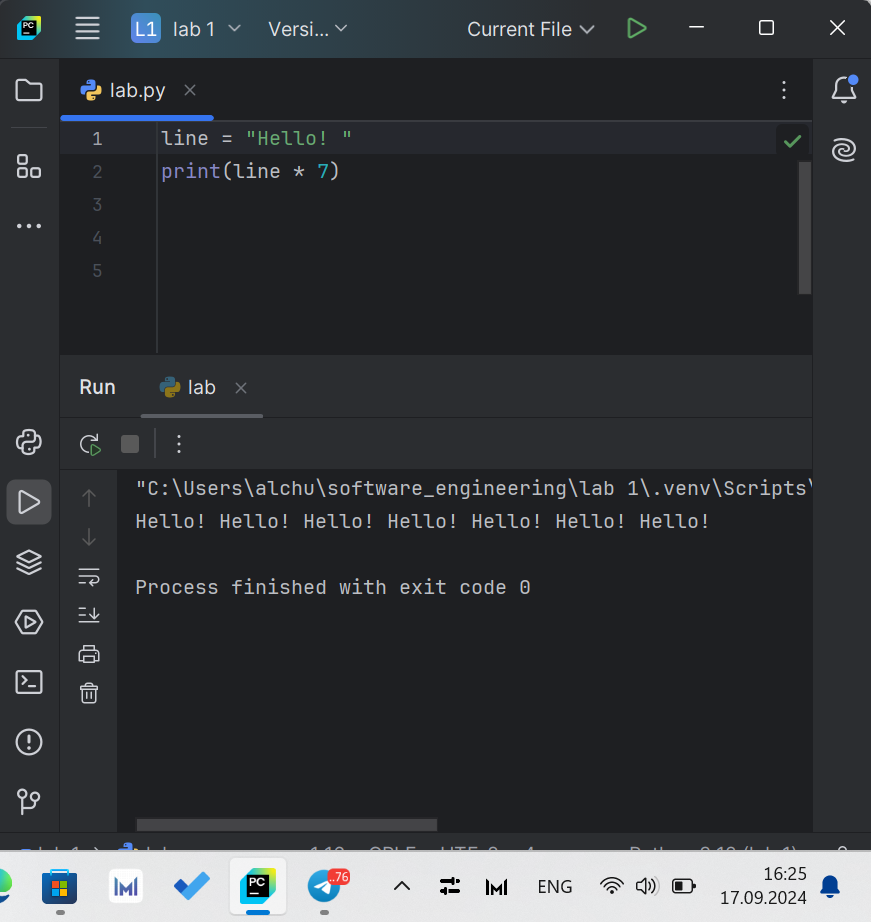 PC
L1 lab 1 Versi... Current File
lab.py
1 line = "Hello! "
2 print(line * 7)
3
4
5
Run lab
"C:\Users\alchu\software_engineering\lab 1\.venv\Scripts\
Hello! Hello! Hello! Hello! Hello! Hello! Hello!
Process finished with exit code 0
PC
76
ENG
16:25
17.09.2024